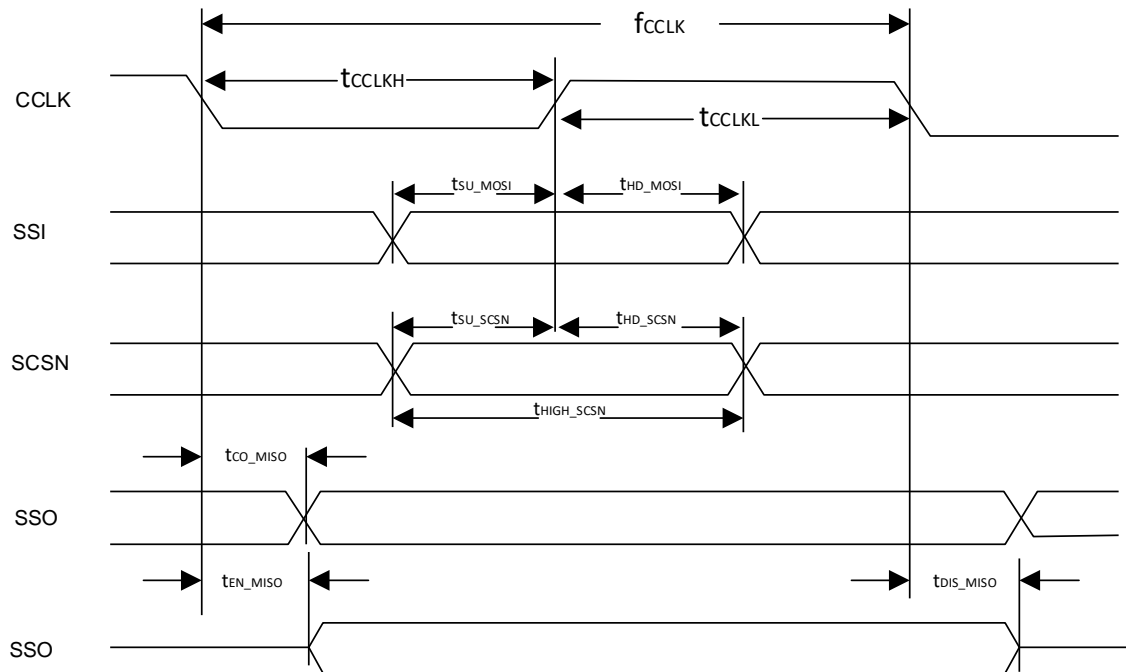 fCCLK
tCCLKH
CCLK
tCCLKL
tSU_MOSI
tHD_MOSI
SSI
tSU_SCSN
tHD_SCSN
SCSN
tHIGH_SCSN
tCO_MISO
SSO
tEN_MISO
tDIS_MISO
SSO